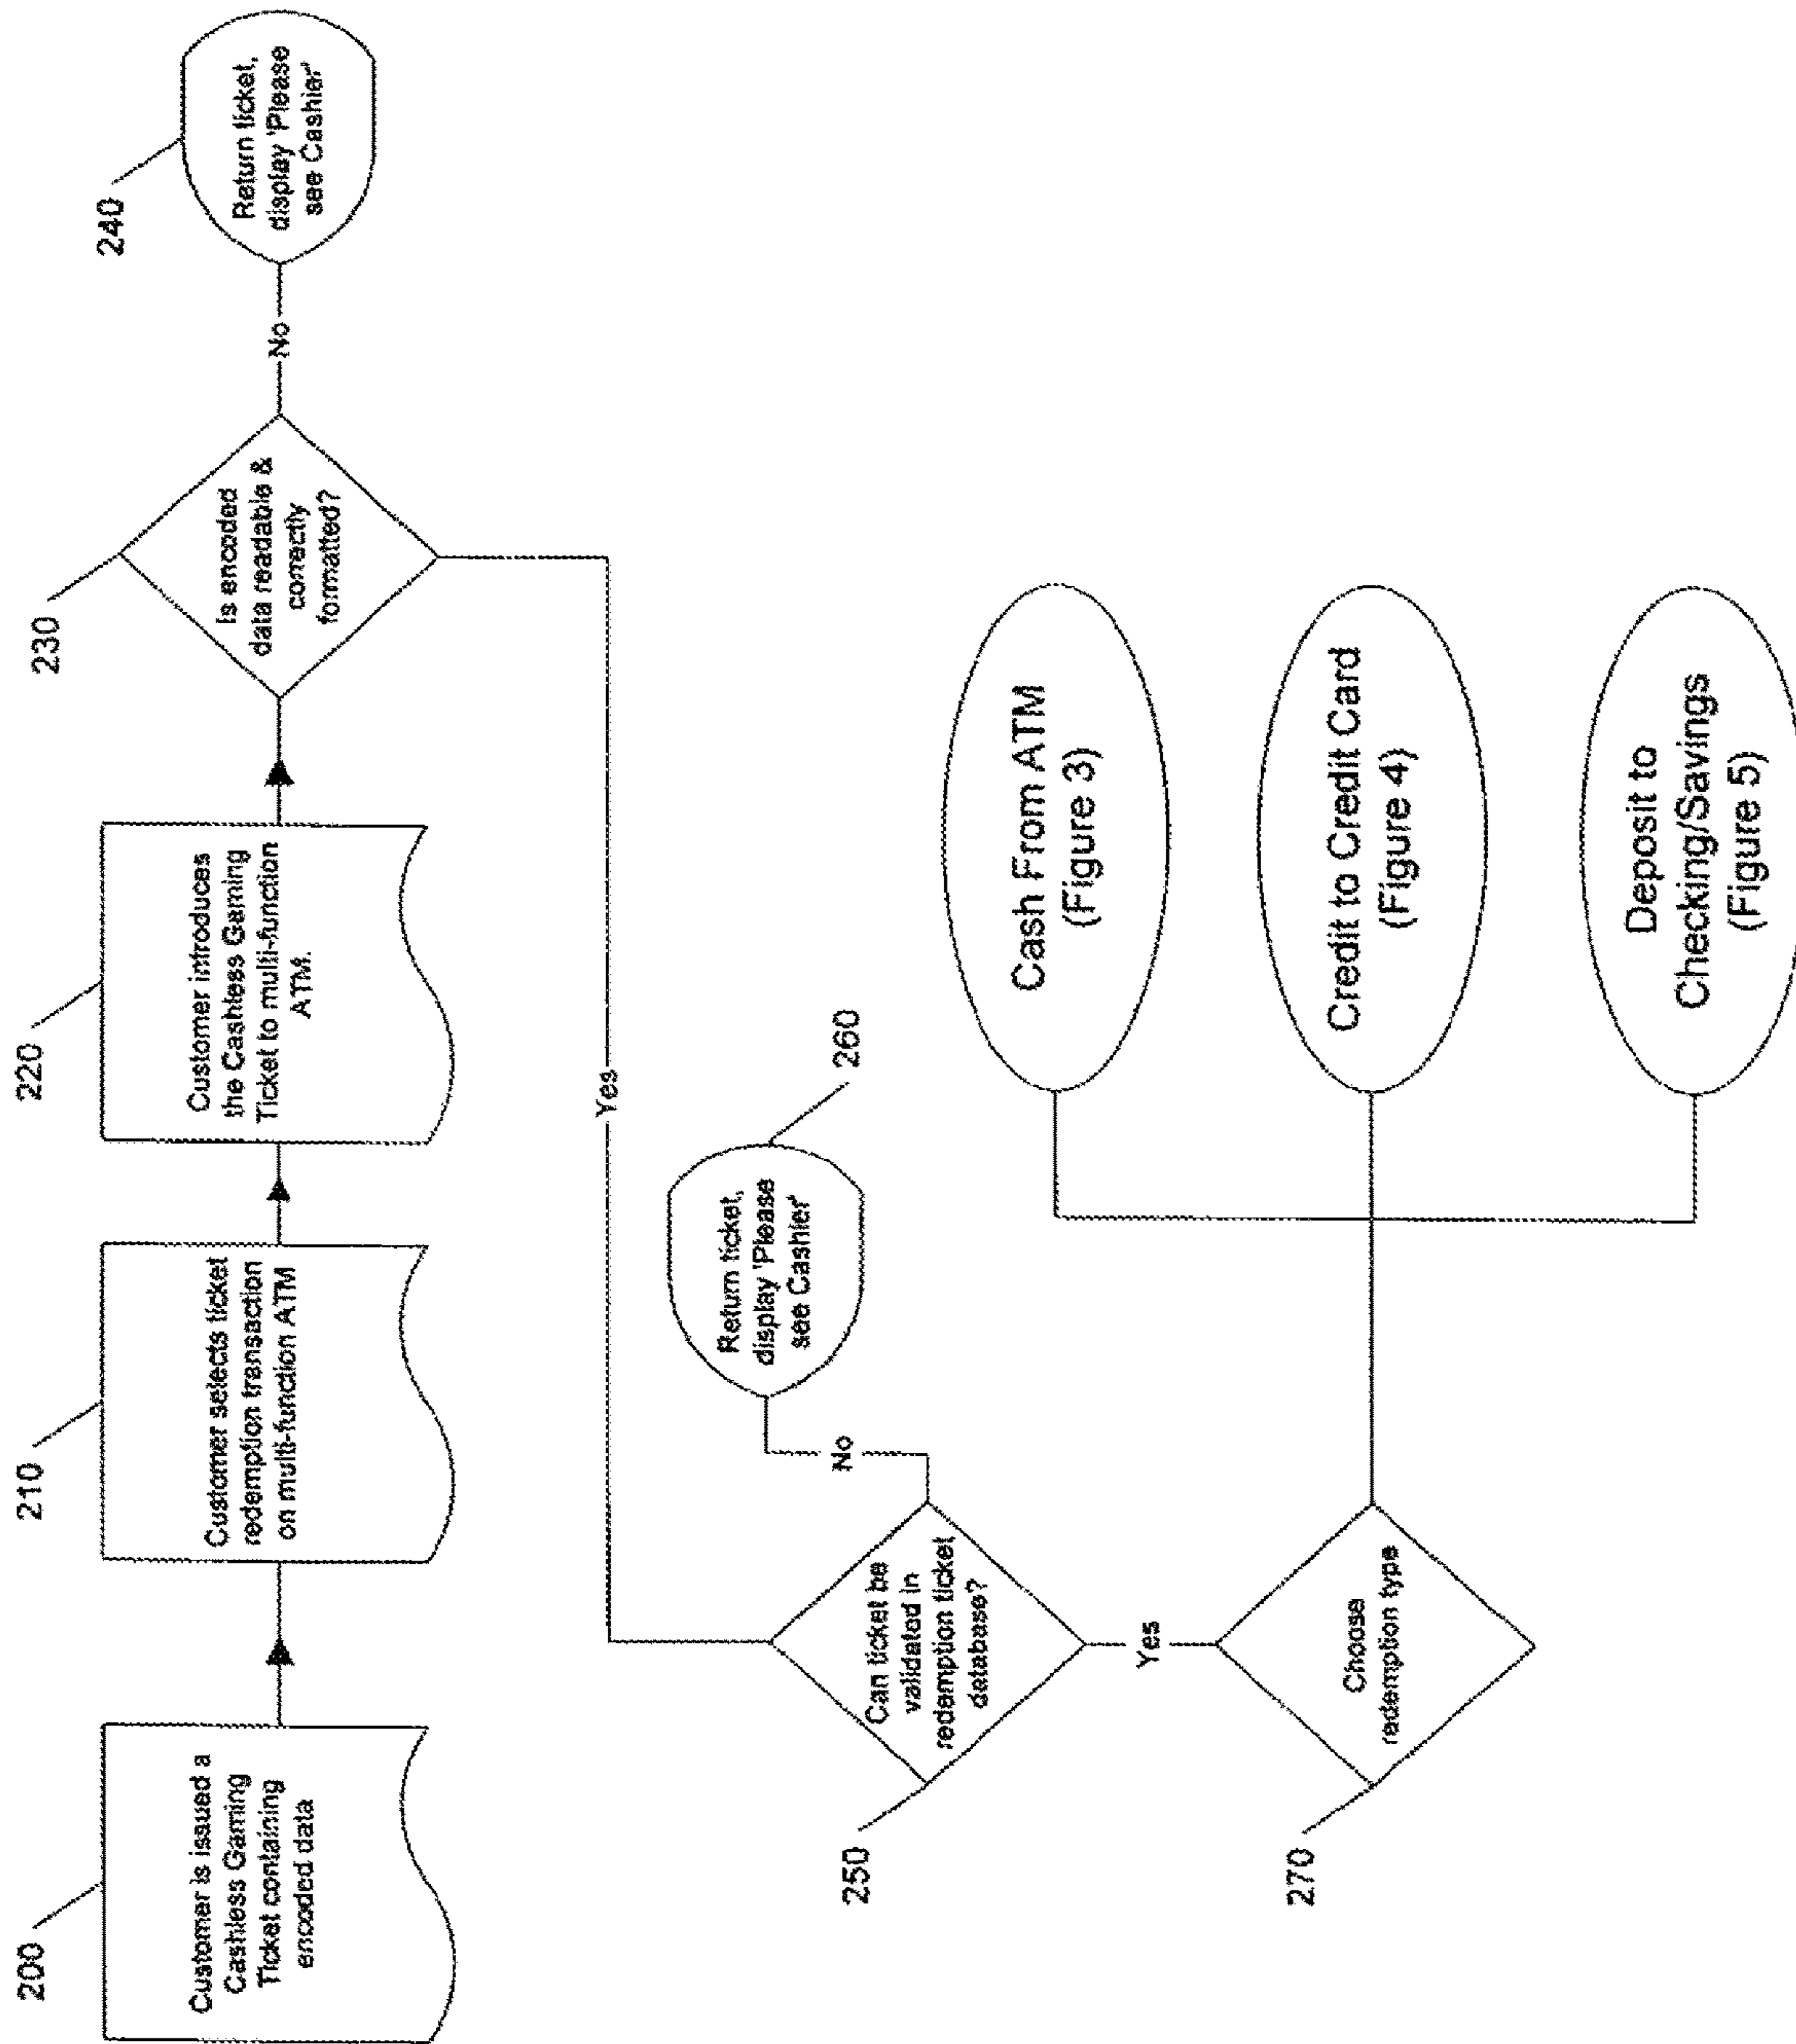 200
Customer is issued a
Cashless Gaming
Ticket containing
encoded data
210
Customer selects ticket
redemption transaction
on multi-function ATM
220
Customer introduces
the Cashless Gaming
Ticket to multi-function
ATM.
230
Is encoded
data readable &
correctly
formatted?
No
240
Return ticket,
display 'Please
see Cashier'
Yes
250
Can ticket be
validated in
redemption ticket
database?
No
260
Return ticket,
display 'Please
see Cashier'
Yes
270
Choose
redemption type
Cash From ATM
(Figure 3)
Credit to Credit Card
(Figure 4)
Deposit to
Checking/Savings
(Figure 5)